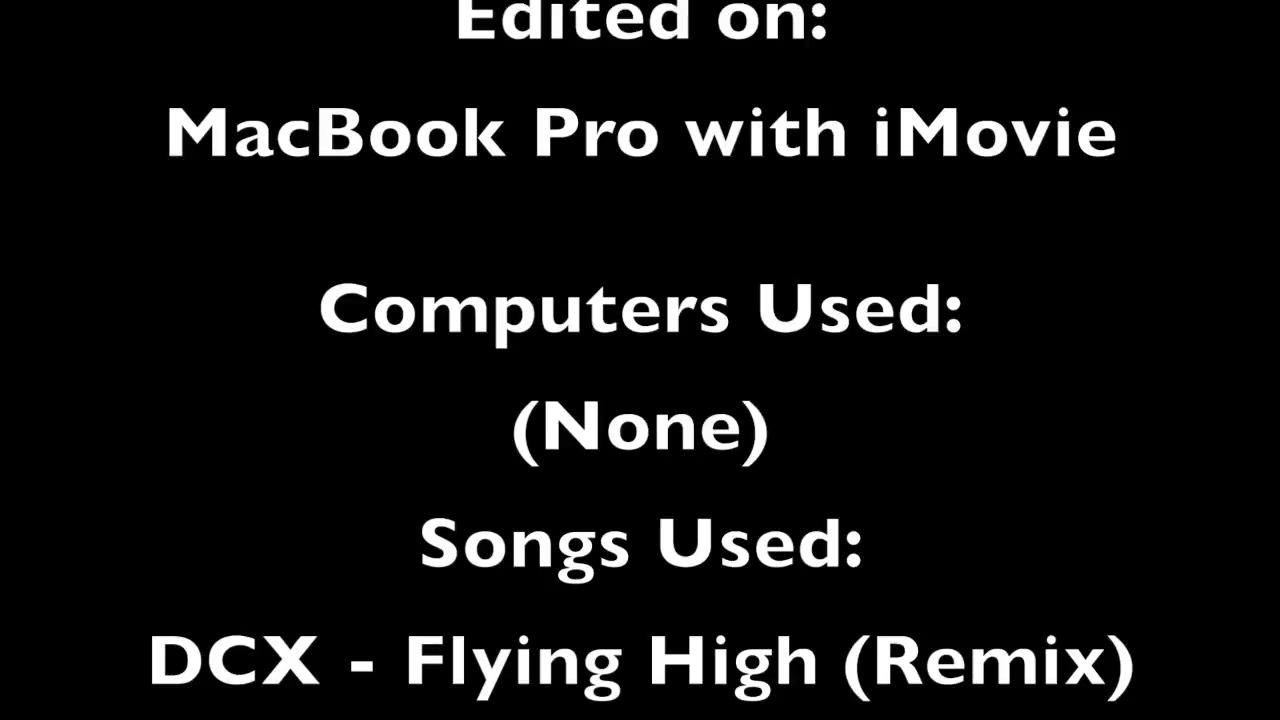 Edited on:
MacBook Pro with iMovie
Computers Used:
(None)
Songs Used:
DCX - Flying High (Remix)